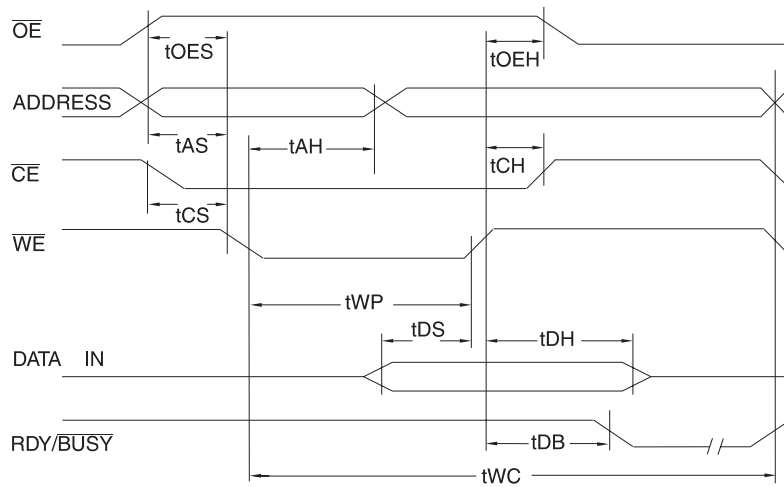 OE
tOES
tOEH
ADDRESS
tAS
tAH
tCH
CE
tCS
WE
tWP
tDS
tDH
DATA IN
RDY/BUSY
tDB
tWC